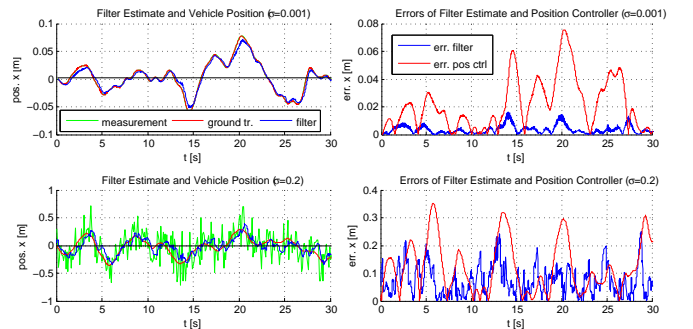 Filter Estimate and Vehicle Position (σ=0.001)
0.1
0.05
0
−0.05
−0.1
pos. x [m]
measurement
ground tr.
filter
0 5 10 15 20 25 30
t [s]
Errors of Filter Estimate and Position Controller (σ=0.001)
0.08
0.06
0.04
0.02
0
err. x [m]
err. filter
err. pos ctrl
0 5 10 15 20 25 30
t [s]
Filter Estimate and Vehicle Position (σ=0.2)
1
0.5
0
−0.5
−1
pos. x [m]
0 5 10 15 20 25 30
t [s]
Errors of Filter Estimate and Position Controller (σ=0.2)
0.4
0.3
0.2
0.1
0
err. x [m]
0 5 10 15 20 25 30
t [s]